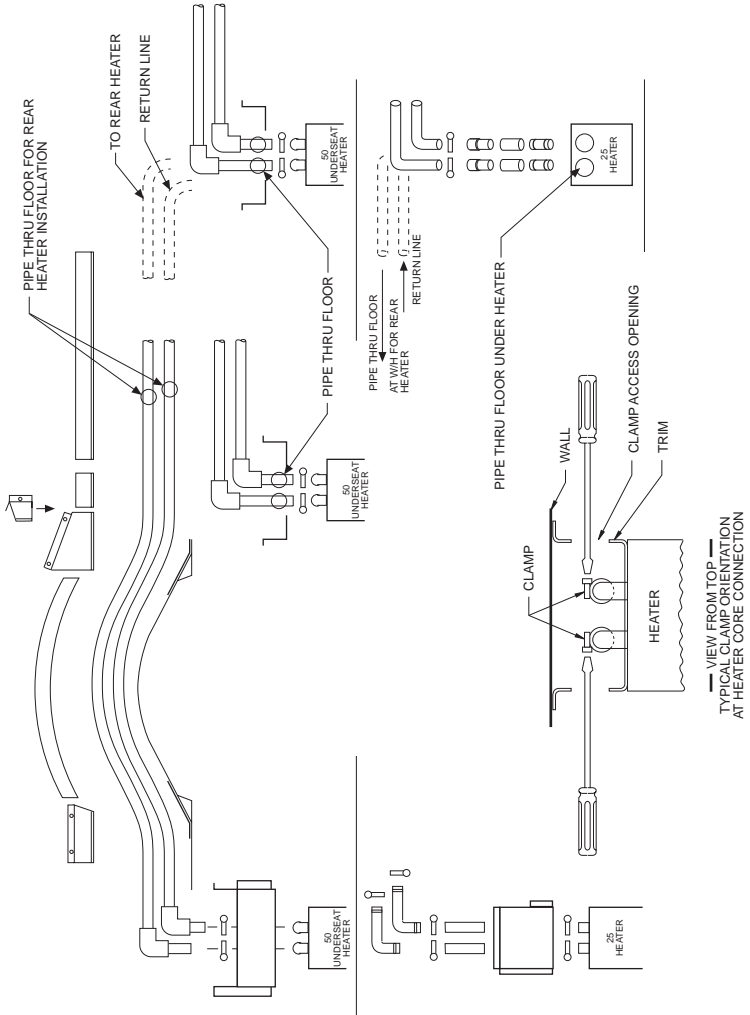 PIPE THRU FLOOR FOR REAR
HEATER INSTALLATION
TO REAR HEATER
RETURN LINE
50
UNDERSEAT
HEATER
PIPE THRU FLOOR
50
UNDERSEAT
HEATER
50
UNDERSEAT
HEATER
PIPE THRU FLOOR
AT W/H FOR REAR
HEATER
RETURN LINE
PIPE THRU FLOOR UNDER HEATER
25
HEATER
WALL
CLAMP ACCESS OPENING
TRIM
CLAMP
HEATER
25
HEATER
VIEW FROM TOP
TYPICAL CLAMP ORIENTATION
AT HEATER CORE CONNECTION